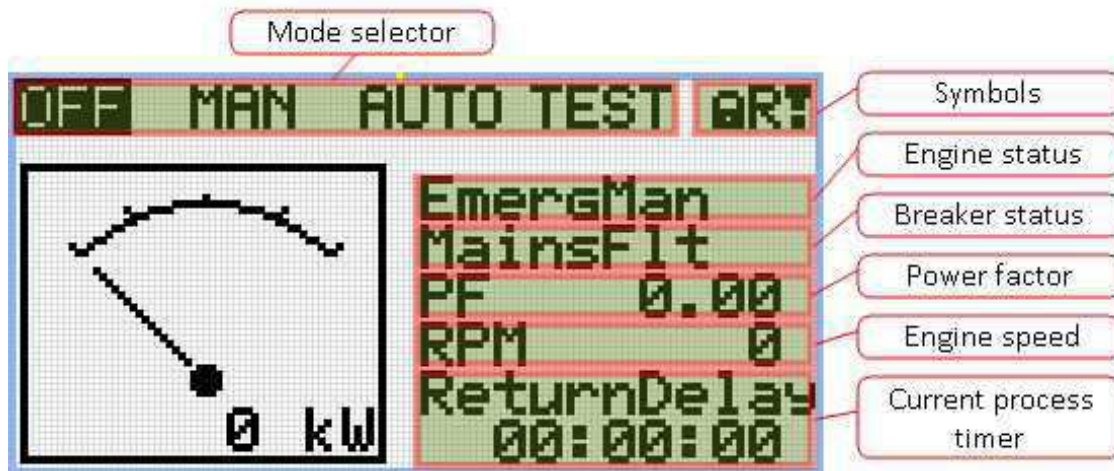 Mode selector
OFF MAN AUTO TEST R!
Symbols
Engine status
EmergMan
Breaker status
MainsFlt
Power factor
PF 0.00
Engine speed
RPM 0
ReturnDelay
Current process
timer
00:00:00
0 kW